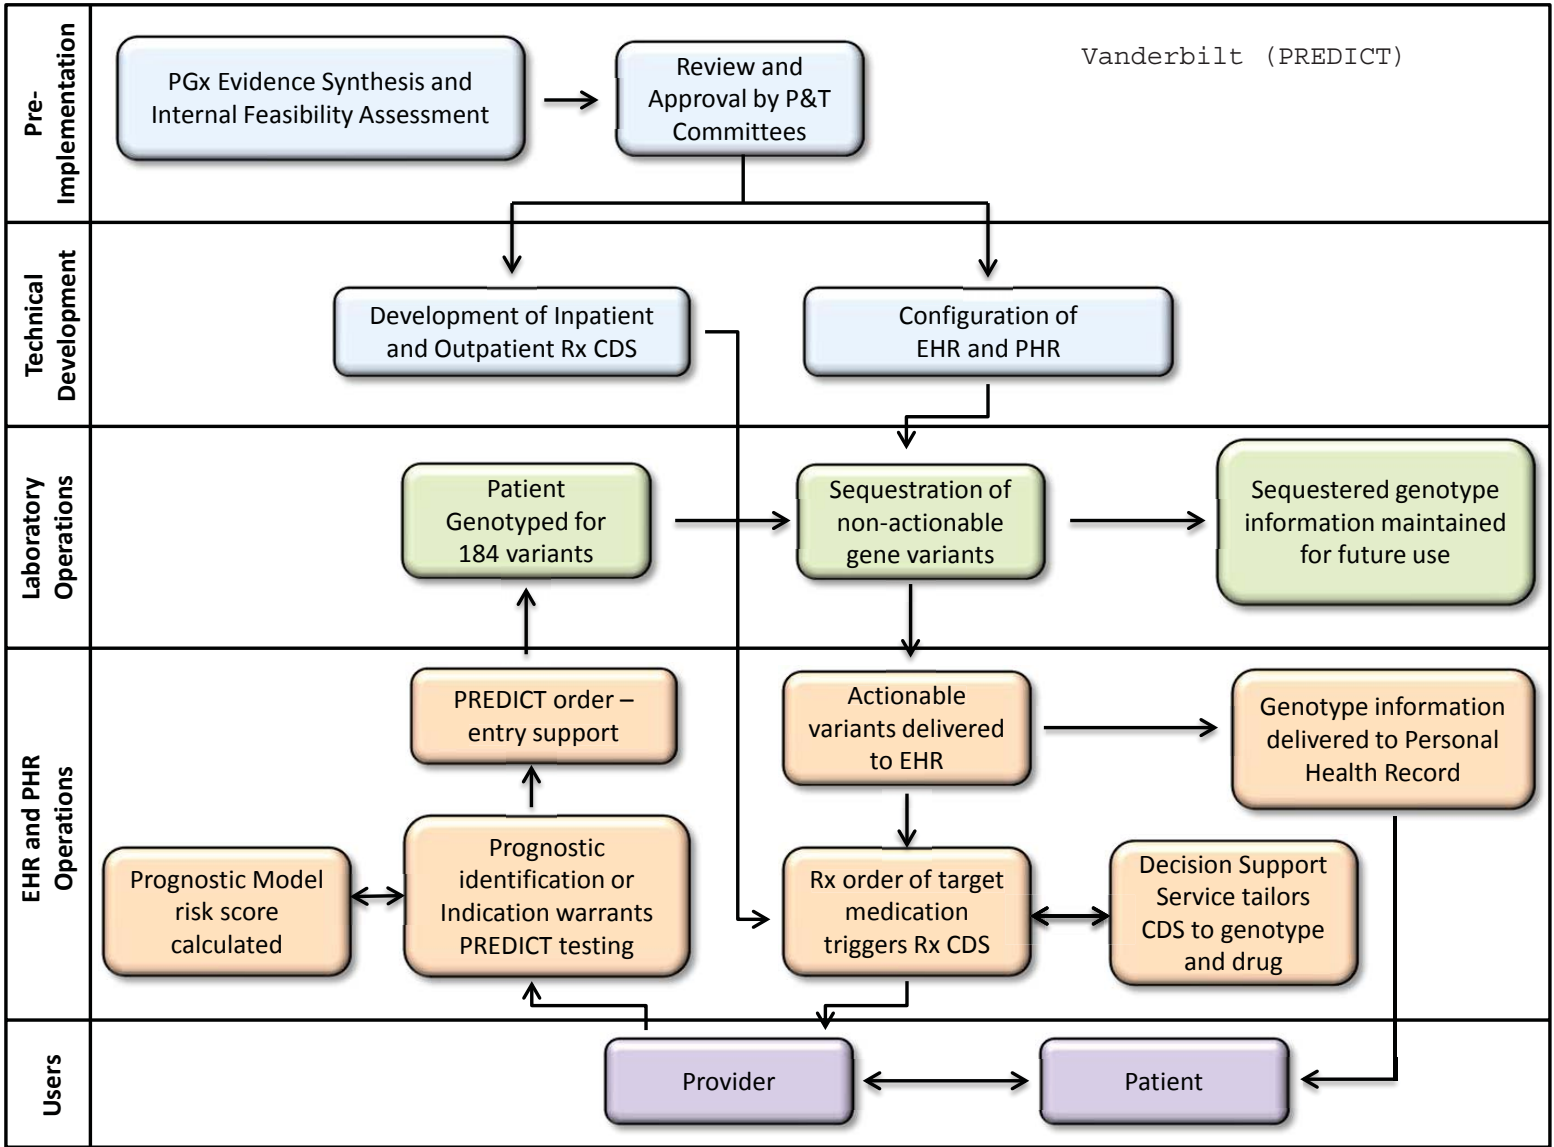 Pre-
Implementation
PGx Evidence Synthesis and
Internal Feasibility Assessment
Review and
Approval by P&T
Committees
Vanderbilt (PREDICT)
Technical
Development
Development of Inpatient
and Outpatient Rx CDS
Configuration of
EHR and PHR
Laboratory
Operations
Patient
Genotyped for
184 variants
Sequestration of
non-actionable
gene variants
Sequestered genotype
information maintained
for future use
EHR and PHR
Operations
PREDICT order –
entry support
Actionable
variants delivered
to EHR
Genotype information
delivered to Personal
Health Record
Prognostic Model
risk score
calculated
Prognostic
identification or
Indication warrants
PREDICT testing
Rx order of target
medication
triggers Rx CDS
Decision Support
Service tailors
CDS to genotype
and drug
Users
Provider
Patient